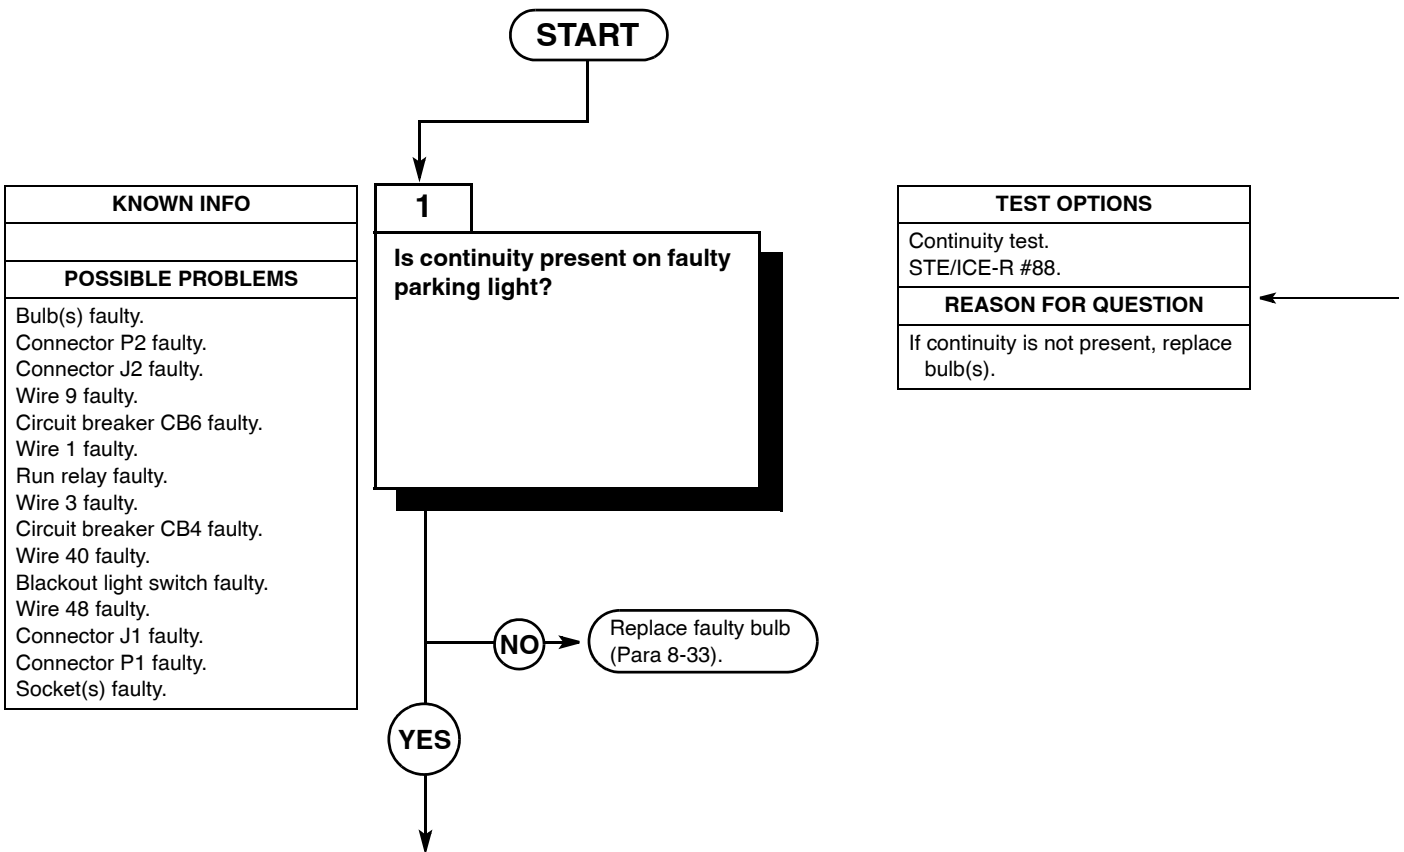 START
KNOWN INFO
POSSIBLE PROBLEMS
Bulb(s) faulty.
Connector P2 faulty.
Connector J2 faulty.
Wire 9 faulty.
Circuit breaker CB6 faulty.
Wire 1 faulty.
Run relay faulty.
Wire 3 faulty.
Circuit breaker CB4 faulty.
Wire 40 faulty.
Blackout light switch faulty.
Wire 48 faulty.
Connector J1 faulty.
Connector P1 faulty.
Socket(s) faulty.
1
Is continuity present on faulty
parking light?
TEST OPTIONS
Continuity test.
STE/ICE-R #88.
REASON FOR QUESTION
If continuity is not present, replace
bulb(s).
NO
Replace faulty bulb
(Para 8-33).
YES